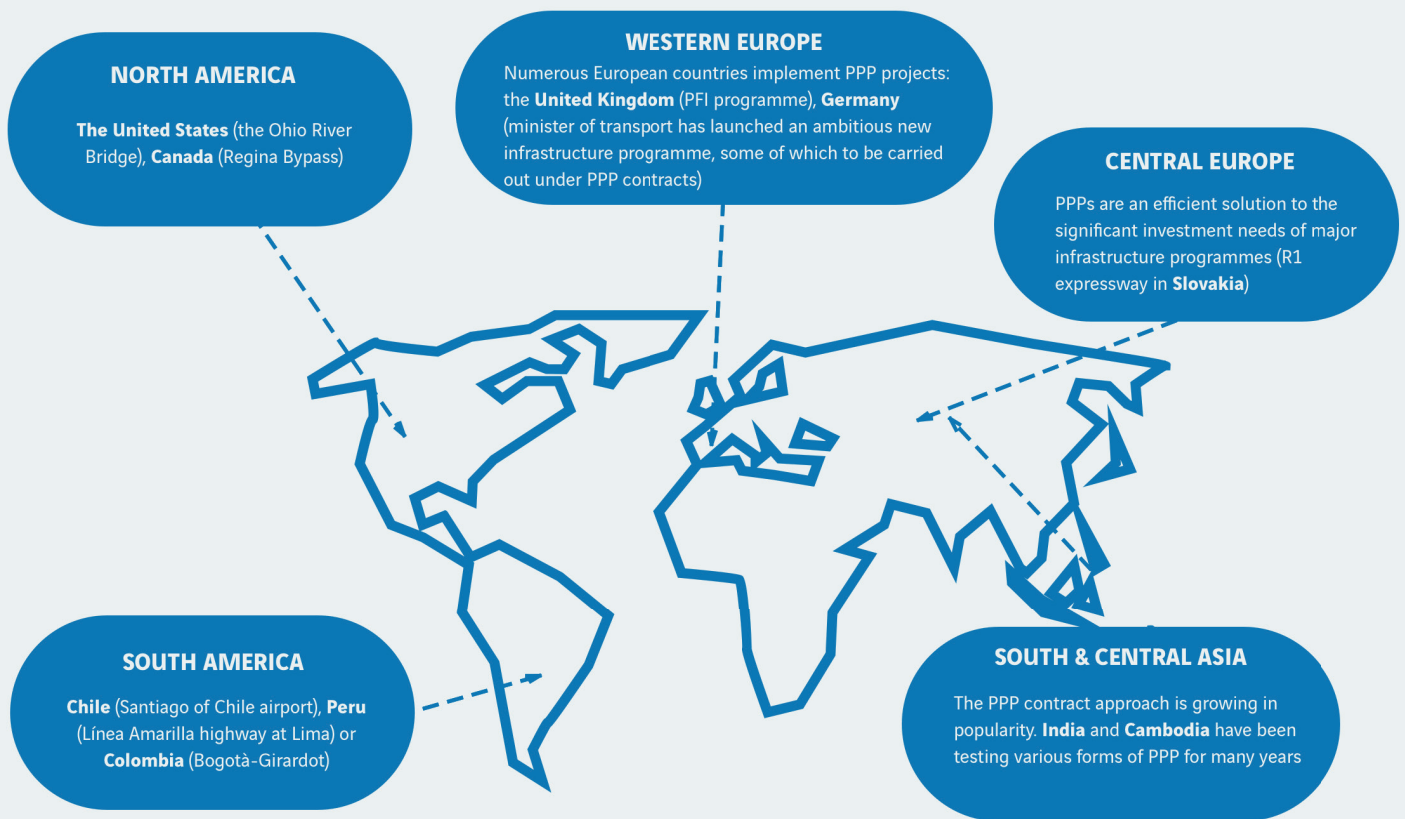 NORTH AMERICA
The United States (the Ohio River
Bridge), Canada (Regina Bypass)
WESTERN EUROPE
Numerous European countries implement PPP projects:
the United Kingdom (PFI programme), Germany
(minister of transport has launched an ambitious new
infrastructure programme, some of which to be carried
out under PPP contracts)
CENTRAL EUROPE
PPPs are an efficient solution to the
significant investment needs of major
infrastructure programmes (R1
expressway in Slovakia)
SOUTH AMERICA
Chile (Santiago of Chile airport), Peru
(Línea Amarilla highway at Lima) or
Colombia (Bogotà-Girardot)
SOUTH & CENTRAL ASIA
The PPP contract approach is growing in
popularity. India and Cambodia have been
testing various forms of PPP for many years